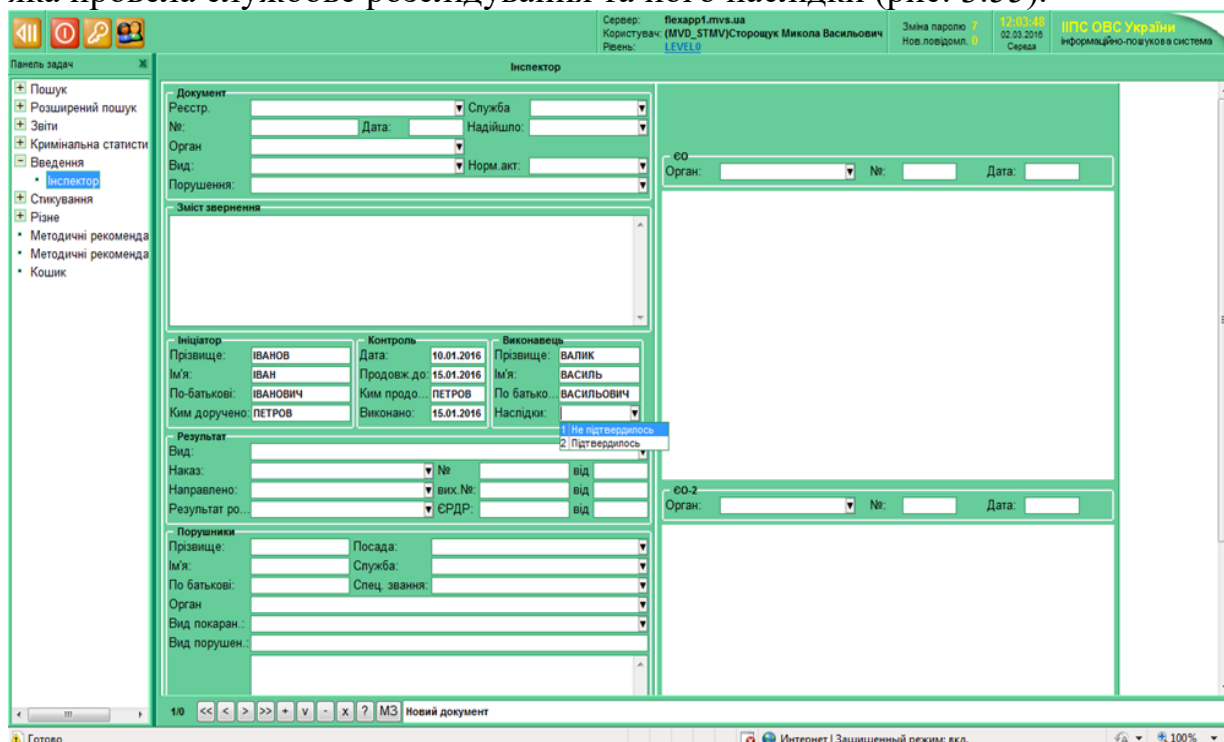 яка провела службове розслідування та його наслідки (рис. 3.35).
Сервер: flexapp1.mvs.ua
Користувач: (MVD_STMV)Сторощук Микола Васильович
Рівень: LEVEL0
Зміна паролю 7
Нов.повідомл. 0
12:03:48
02.03.2016
Середа
ІІПС ОВС України
інформаційно-пошукова система
Панель задач
Інспектор
Пошук
Розширений пошук
Звіти
Кримінальна статисти
Введення
Інспектор
Стикування
Різне
Методичні рекоменда
Методичні рекоменда
Кошик
Документ
Реєстр. Служба
№: Дата: Надійшло:
Орган
Вид: Норм.акт:
Порушення:
Зміст звернення
Ініціатор
Прізвище: ІВАНОВ
Ім'я: ІВАН
По-батькові: ІВАНОВИЧ
Ким доручено: ПЕТРОВ
Контроль
Дата: 10.01.2016
Продовж.до: 15.01.2016
Ким продо... ПЕТРОВ
Виконано: 15.01.2016
Виконавець
Прізвище: ВАЛИК
Ім'я: ВАСИЛЬ
По батько... ВАСИЛЬОВИЧ
Наслідки:
1 Не підтвердилось
2 Підтвердилось
Результат
Вид:
Наказ: № від
Направлено: вих.№: від
Результат ро... ЄРДР: від
Порушники
Прізвище: Посада:
Ім'я: Служба:
По батькові: Спец. звання:
Орган
Вид покаран.:
Вид порушен.:
ЄО
Орган: №: Дата:
ЄО-2
Орган: №: Дата:
1/0 << < > >> + v - x ? МЗ Новий документ
Готово
Интернет | Защищенный режим: вкл.
100%